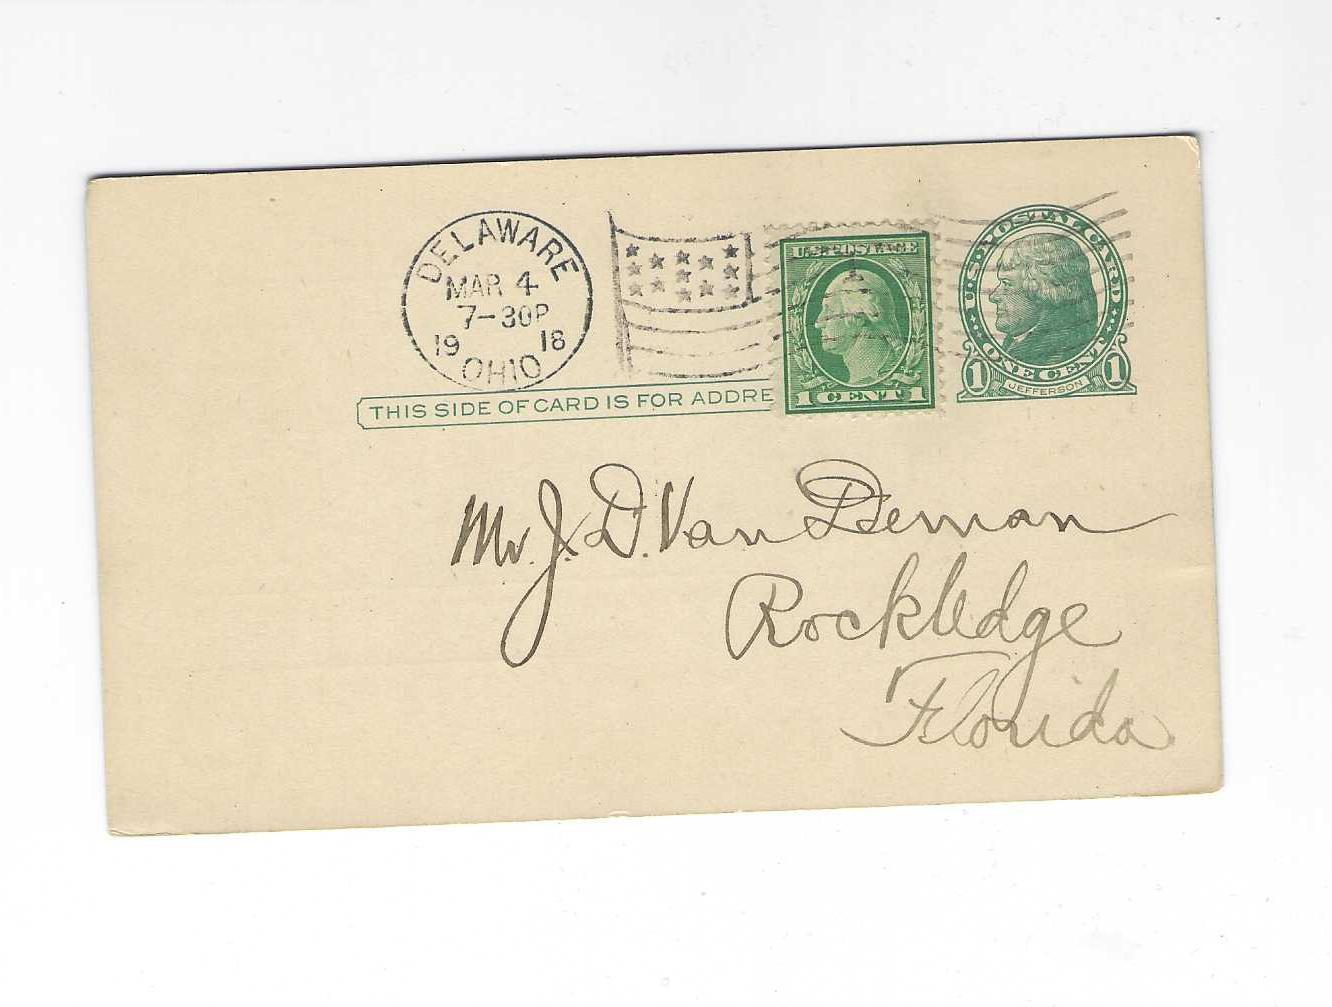 DELAWARE
MAR 4
7-30P
19 18
OHIO
U.S. POSTAGE
1 CENT 1
U.S. POSTAL CARD
ONE CENT
1 JEFFERSON 1
THIS SIDE OF CARD IS FOR ADDRE
Mr J. D. Van Deman
Rockledge
Florida